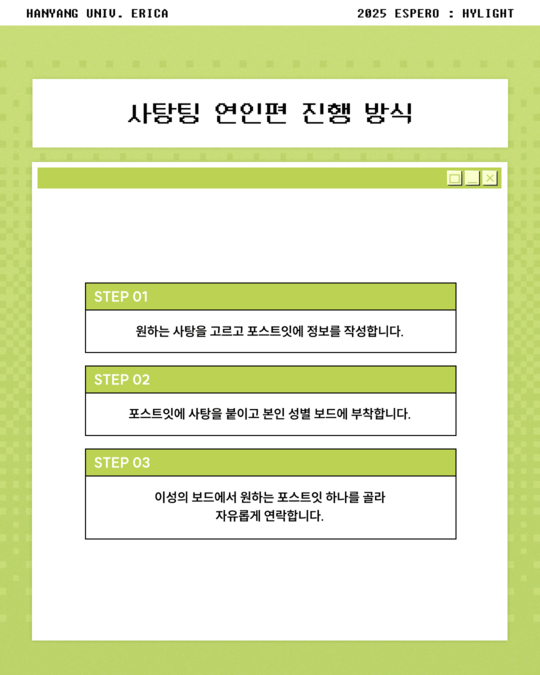 HANYANG UNIV. ERICA
2025 ESPERO : HYLIGHT
사탕팅 연인편 진행 방식
STEP 01
원하는 사탕을 고르고 포스트잇에 정보를 작성합니다.
STEP 02
포스트잇에 사탕을 붙이고 본인 성별 보드에 부착합니다.
STEP 03
이성의 보드에서 원하는 포스트잇 하나를 골라
자유롭게 연락합니다.